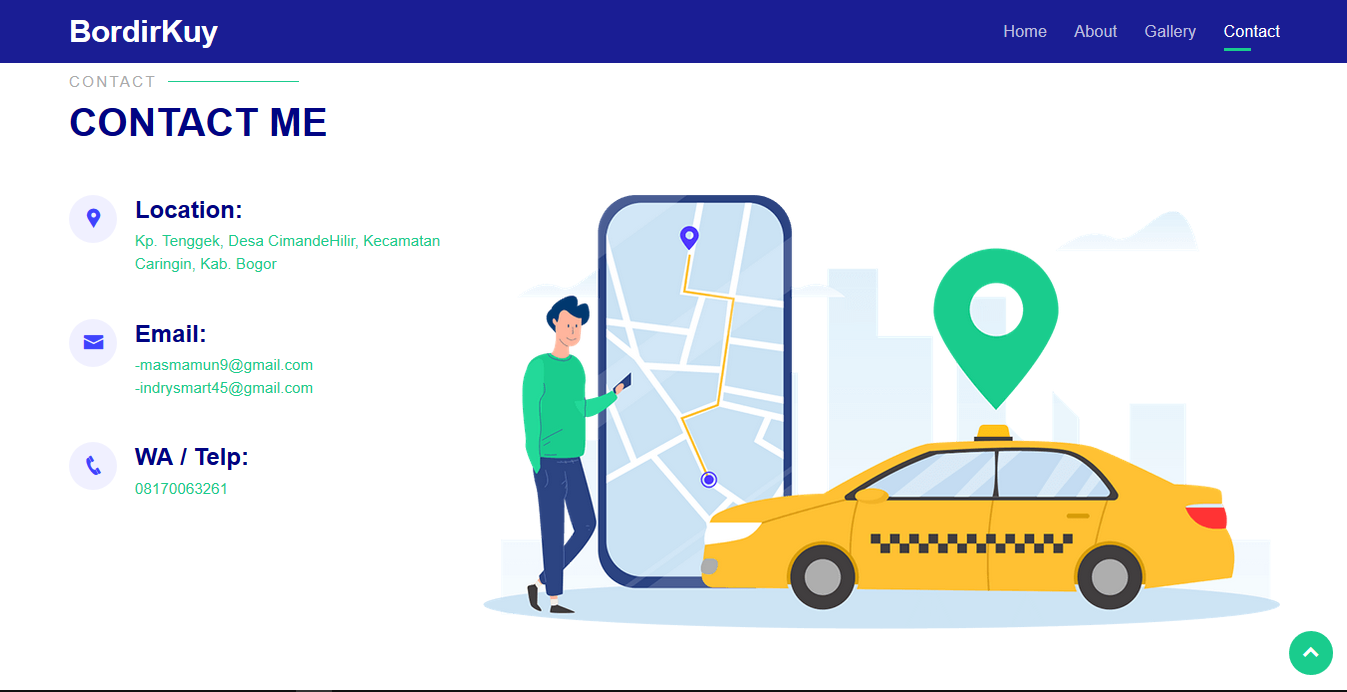 BordirKuy
Home About Gallery Contact
CONTACT
CONTACT ME
Location:
Kp. Tenggek, Desa CimandeHilir, Kecamatan
Caringin, Kab. Bogor
Email:
-masmamun9@gmail.com
-indrysmart45@gmail.com
WA / Telp:
08170063261